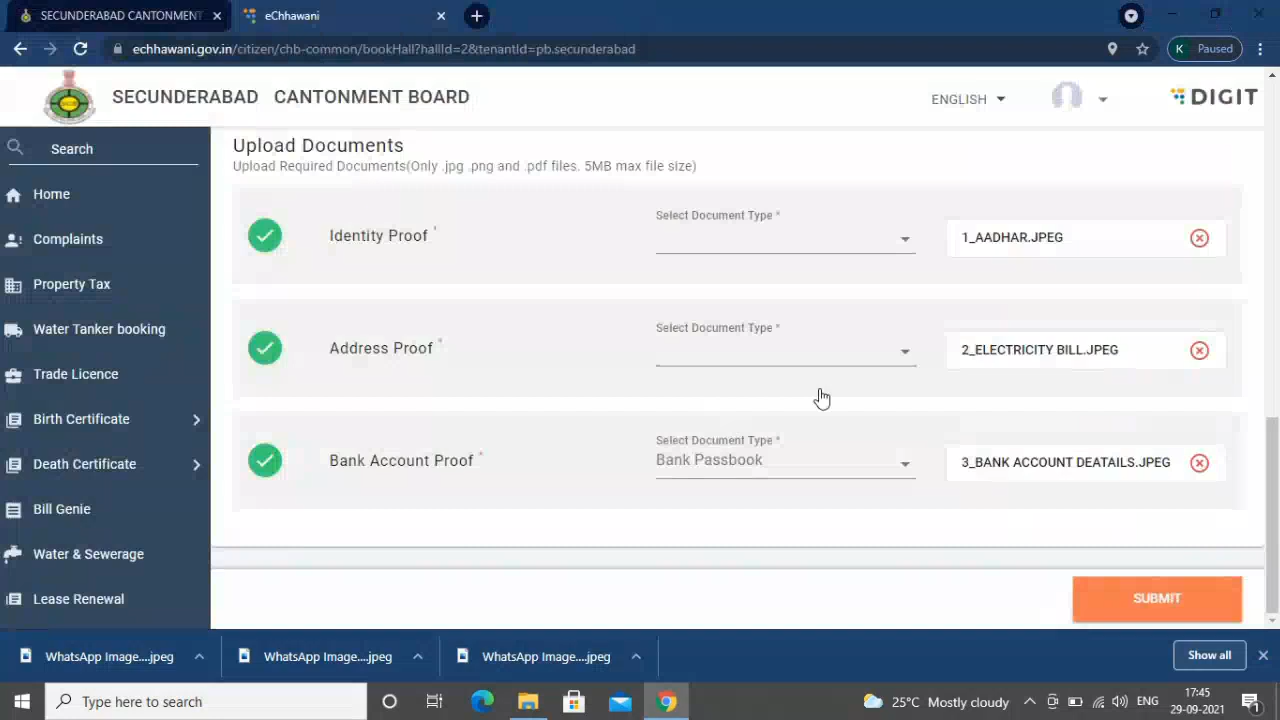 SECUNDERABAD CANTONMENT
eChhawani
echhawani.gov.in/citizen/chb-common/bookHall?hallId=2&tenantId=pb.secunderabad
K Paused
SECUNDERABAD CANTONMENT BOARD
ENGLISH
DIGIT
Search
Home
Complaints
Property Tax
Water Tanker booking
Trade Licence
Birth Certificate
Death Certificate
Bill Genie
Water & Sewerage
Lease Renewal
Upload Documents
Upload Required Documents(Only .jpg .png and .pdf files. 5MB max file size)
Identity Proof *
Select Document Type *
1_AADHAR.JPEG
Address Proof *
Select Document Type *
2_ELECTRICITY BILL.JPEG
Bank Account Proof *
Select Document Type *
Bank Passbook
3_BANK ACCOUNT DEATAILS.JPEG
SUBMIT
WhatsApp Image....jpeg
WhatsApp Image....jpeg
WhatsApp Image....jpeg
Show all
Type here to search
25°C Mostly cloudy
ENG
17:45
29-09-2021
1